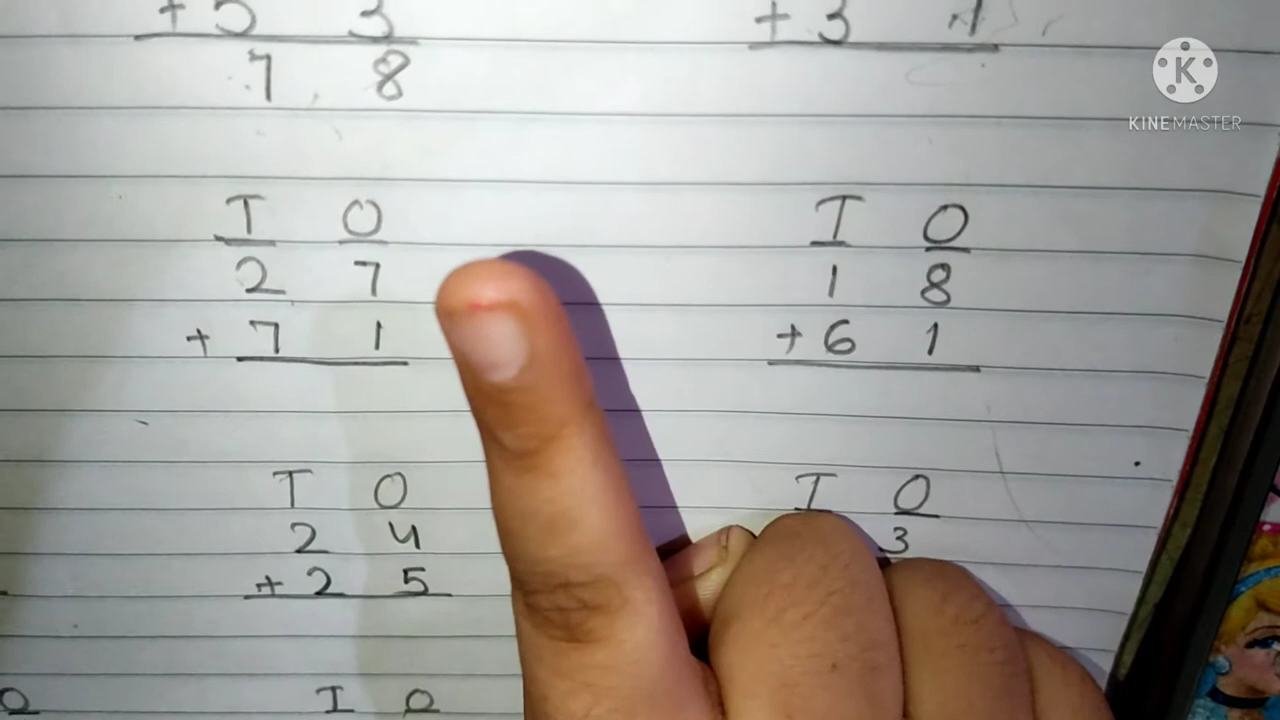 + 5 3
7 8
+ 3
T O
2 7
+ 7 1
T O
1 8
+ 6 1
T O
2 4
+ 2 5
T O
3
O
T O
KINEMASTER